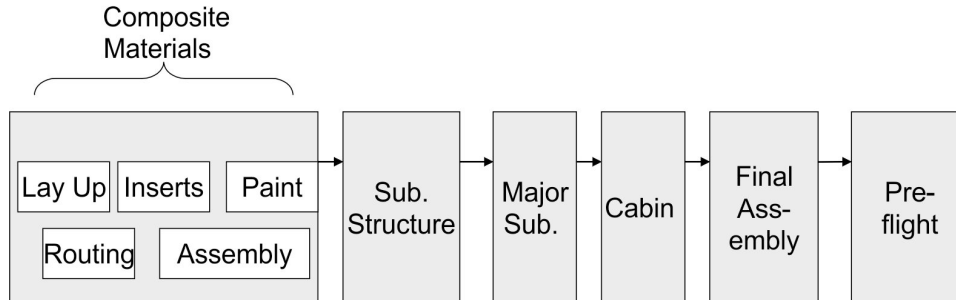 Composite
Materials
Lay Up
Inserts
Paint
Routing
Assembly
Sub.
Structure
Major
Sub.
Cabin
Final
Ass-
embly
Pre-
flight